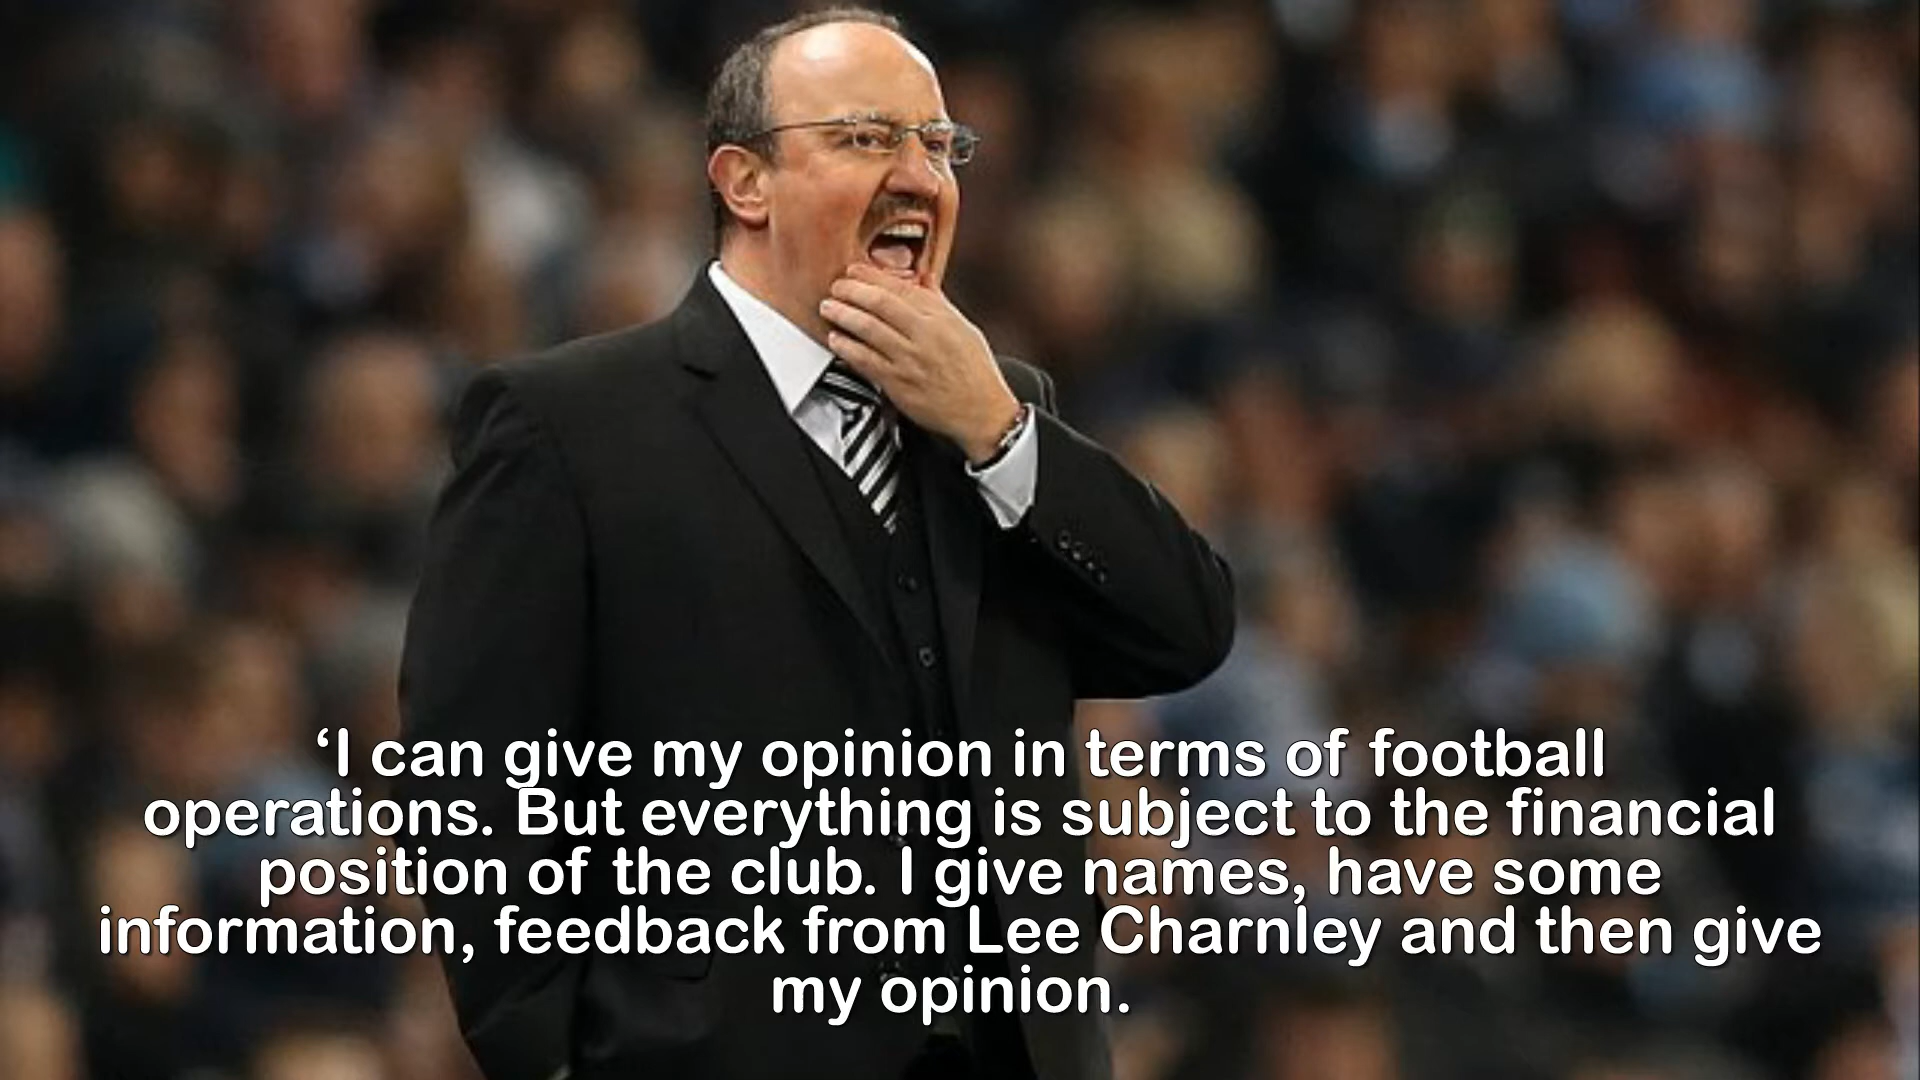 ‘I can give my opinion in terms of football
operations. But everything is subject to the financial
position of the club. I give names, have some
information, feedback from Lee Charnley and then give
my opinion.